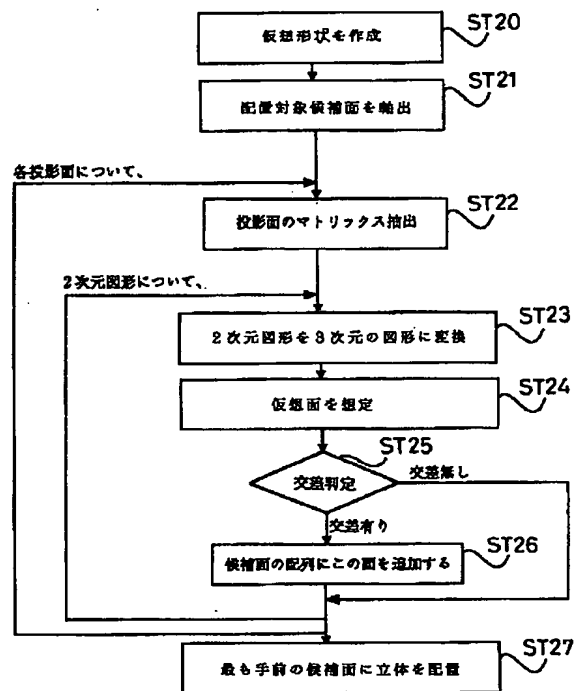 ST20
仮想形状を作成
ST21
配置対象候補面を軸出
各投影面について、
ST22
投影面のマトリックス抽出
2次元図形について、
ST23
2次元図形を3次元の図形に変換
ST24
仮想面を想定
ST25
交差判定
交差無し
交差有り
ST26
候補面の配列にこの面を追加する
ST27
最も手前の候補面に立体を配置